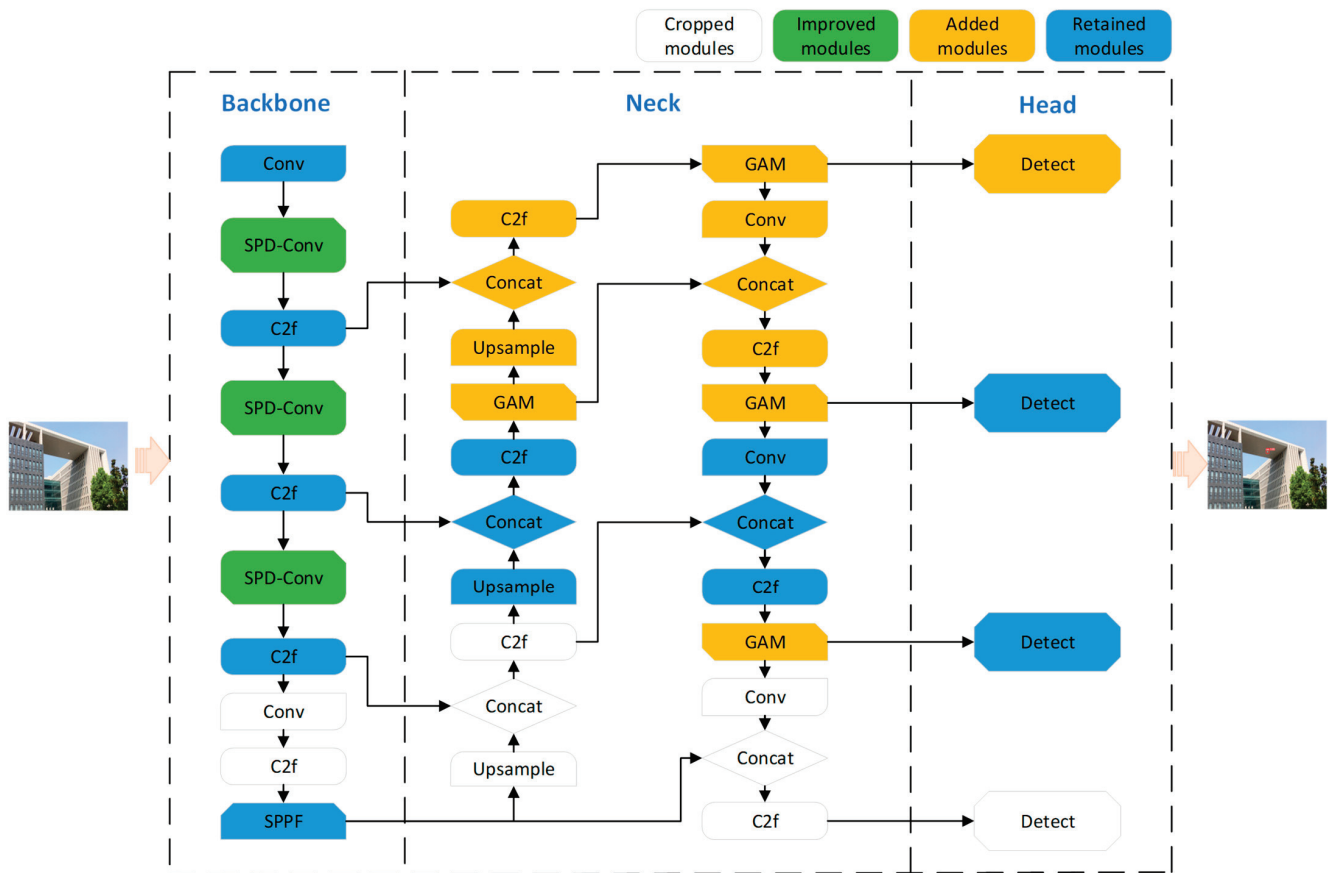 Cropped
modules
Improved
modules
Added
modules
Retained
modules
Backbone
Neck
Head
Conv
SPD-Conv
C2f
SPD-Conv
C2f
SPD-Conv
C2f
Conv
C2f
SPPF
C2f
Concat
Upsample
GAM
C2f
Concat
Upsample
C2f
Concat
Upsample
GAM
Conv
Concat
C2f
GAM
Conv
Concat
C2f
GAM
Conv
Concat
C2f
Detect
Detect
Detect
Detect